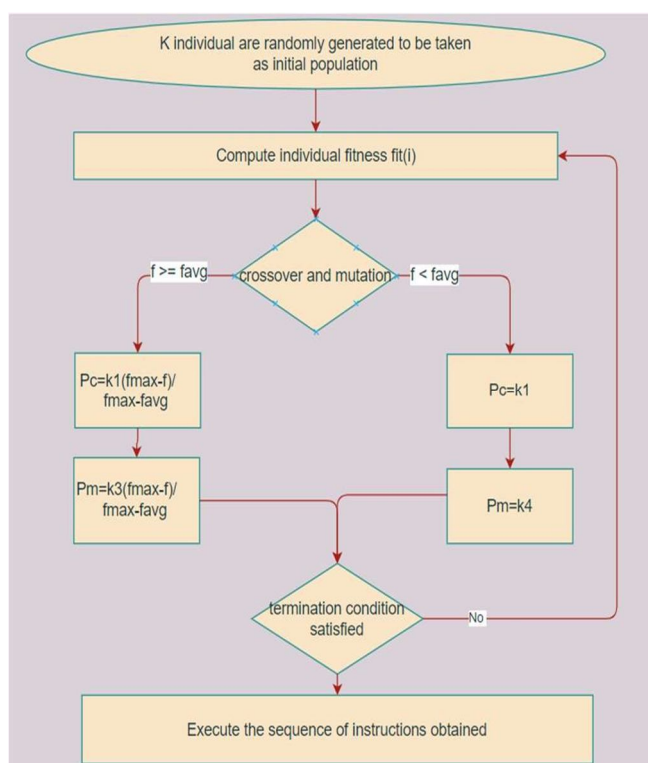 K individual are randomly generated to be taken
as initial population
Compute individual fitness fit(i)
crossover and mutation
f >= favg
f < favg
Pc=k1(fmax-f)/
fmax-favg
Pc=k1
Pm=k3(fmax-f)/
fmax-favg
Pm=k4
termination condition
satisfied
No
Execute the sequence of instructions obtained